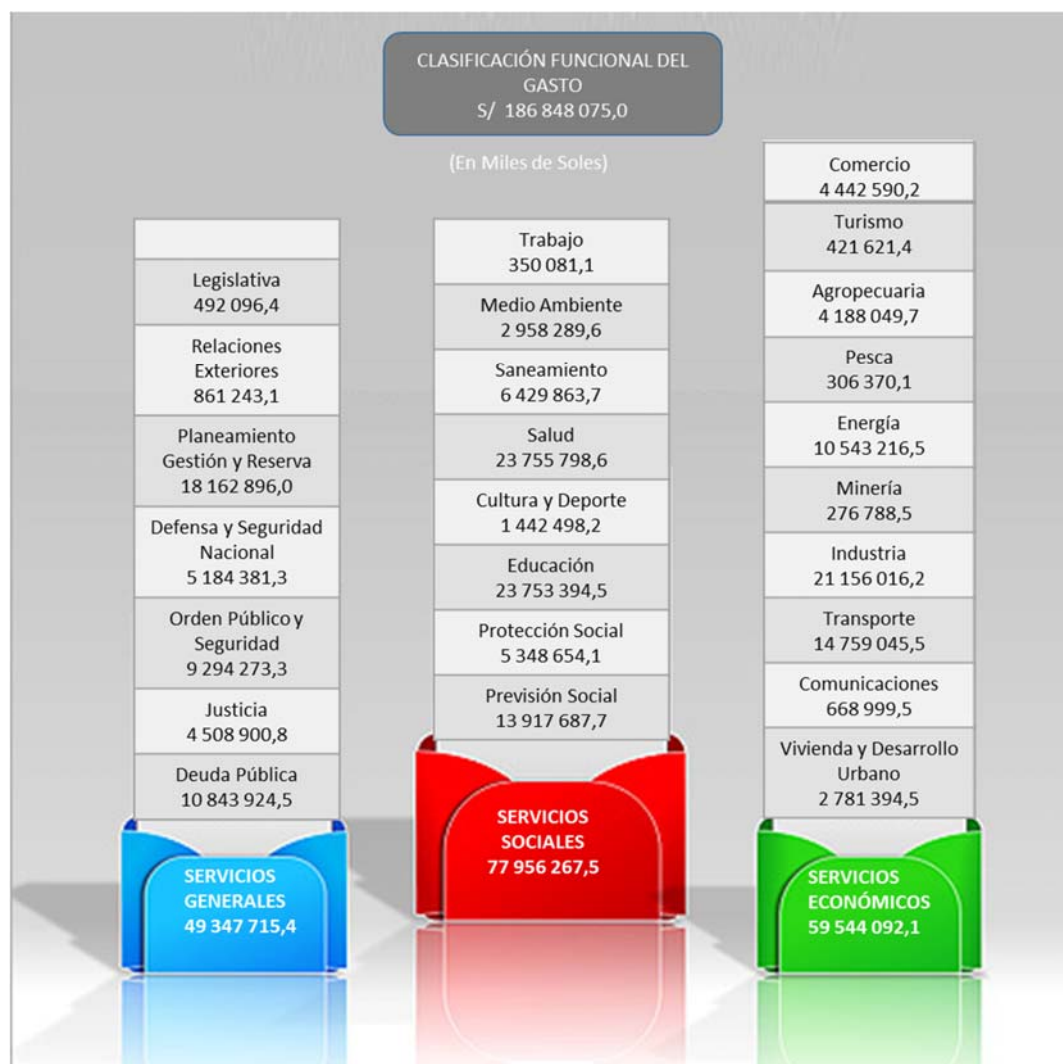 CLASIFICACIÓN FUNCIONAL DEL
GASTO
S/ 186 848 075,0
(En Miles de Soles)
Legislativa
492 096,4
Relaciones
Exteriores
861 243,1
Planeamiento
Gestión y Reserva
18 162 896,0
Defensa y Seguridad
Nacional
5 184 381,3
Orden Público y
Seguridad
9 294 273,3
Justicia
4 508 900,8
Deuda Pública
10 843 924,5
SERVICIOS
GENERALES
49 347 715,4
Trabajo
350 081,1
Medio Ambiente
2 958 289,6
Saneamiento
6 429 863,7
Salud
23 755 798,6
Cultura y Deporte
1 442 498,2
Educación
23 753 394,5
Protección Social
5 348 654,1
Previsión Social
13 917 687,7
SERVICIOS
SOCIALES
77 956 267,5
Comercio
4 442 590,2
Turismo
421 621,4
Agropecuaria
4 188 049,7
Pesca
306 370,1
Energía
10 543 216,5
Minería
276 788,5
Industria
21 156 016,2
Transporte
14 759 045,5
Comunicaciones
668 999,5
Vivienda y Desarrollo
Urbano
2 781 394,5
SERVICIOS
ECONÓMICOS
59 544 092,1